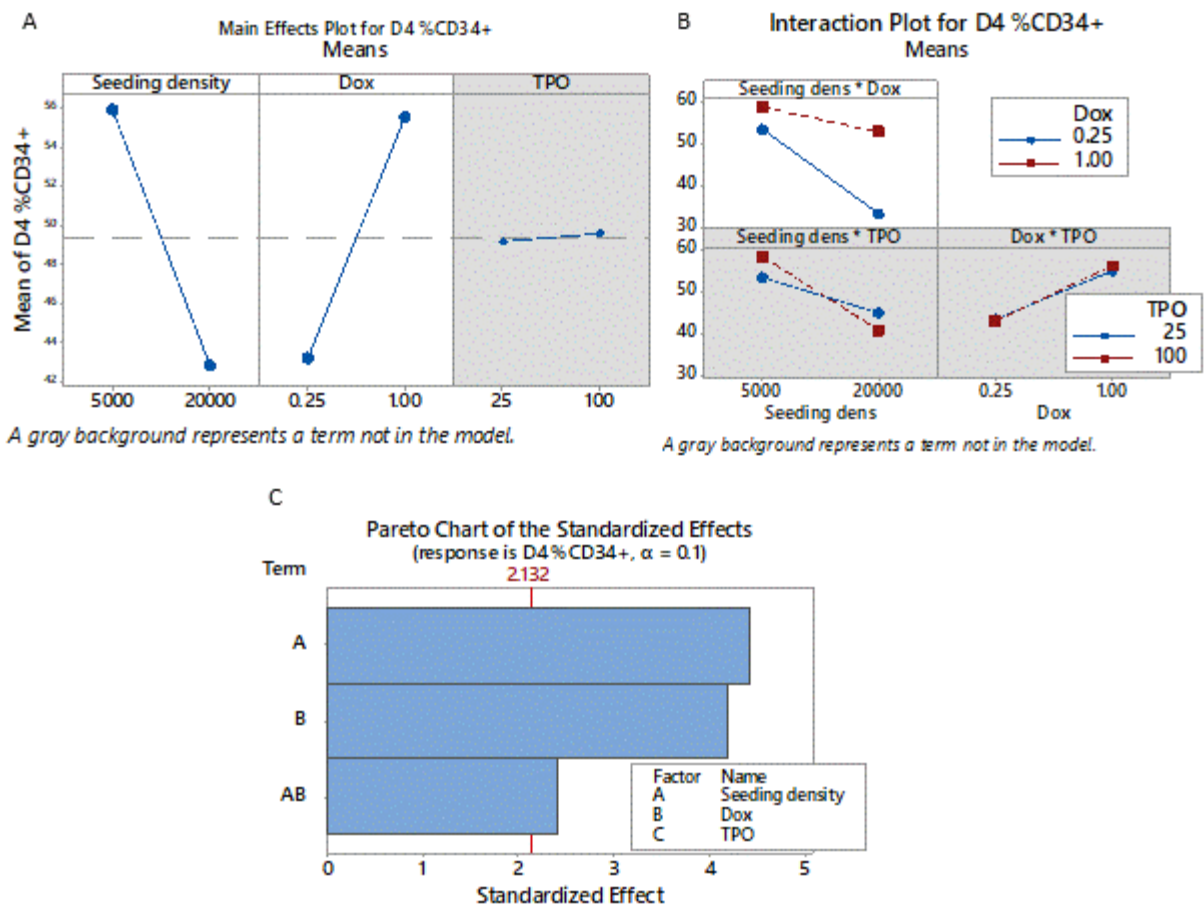 A
Main Effects Plot for D4 %CD34+
Means
Seeding density
Dox
TPO
Mean of D4 %CD34+
56
54
52
50
48
46
44
42
5000 20000 0.25 1.00 25 100
A gray background represents a term not in the model.
B
Interaction Plot for D4 %CD34+
Means
Seeding dens * Dox
60
50
40
30
Dox
0.25
1.00
Seeding dens * TPO
Dox * TPO
60
50
40
30
TPO
25
100
5000 20000 0.25 1.00
Seeding dens Dox
A gray background represents a term not in the model.
C
Pareto Chart of the Standardized Effects
(response is D4 %CD34+, α = 0.1)
Term
2.132
A
B
AB
Factor Name
A Seeding density
B Dox
C TPO
0 1 2 3 4 5
Standardized Effect